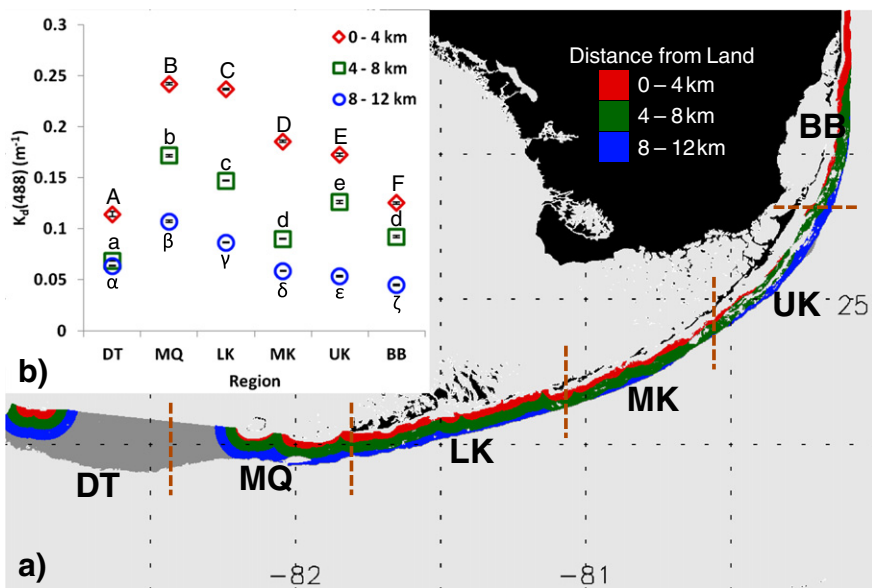 0.3
0.25
0.2
0.15
0.1
0.05
0
Kd(488) (m⁻¹)
0 - 4 km
4 - 8 km
8 - 12 km
A
a
α
B
b
β
C
c
γ
D
d
δ
E
e
ε
F
d
ζ
DT MQ LK MK UK BB
Region
b)
Distance from Land
0 – 4 km
4 – 8 km
8 – 12 km
BB
UK
25
MK
LK
MQ
DT
a)
−82
−81